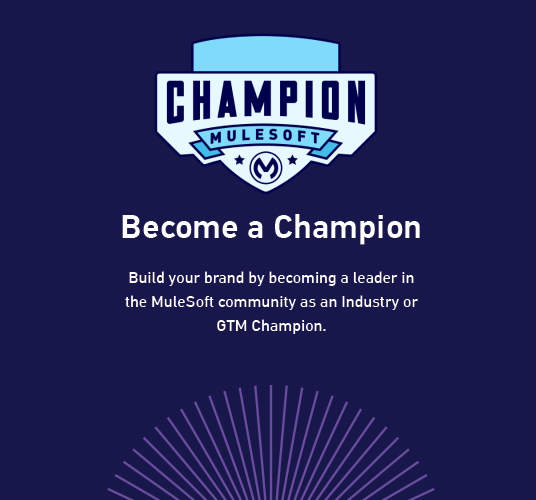 CHAMPION
MULESOFT
Become a Champion
Build your brand by becoming a leader in
the MuleSoft community as an Industry or
GTM Champion.